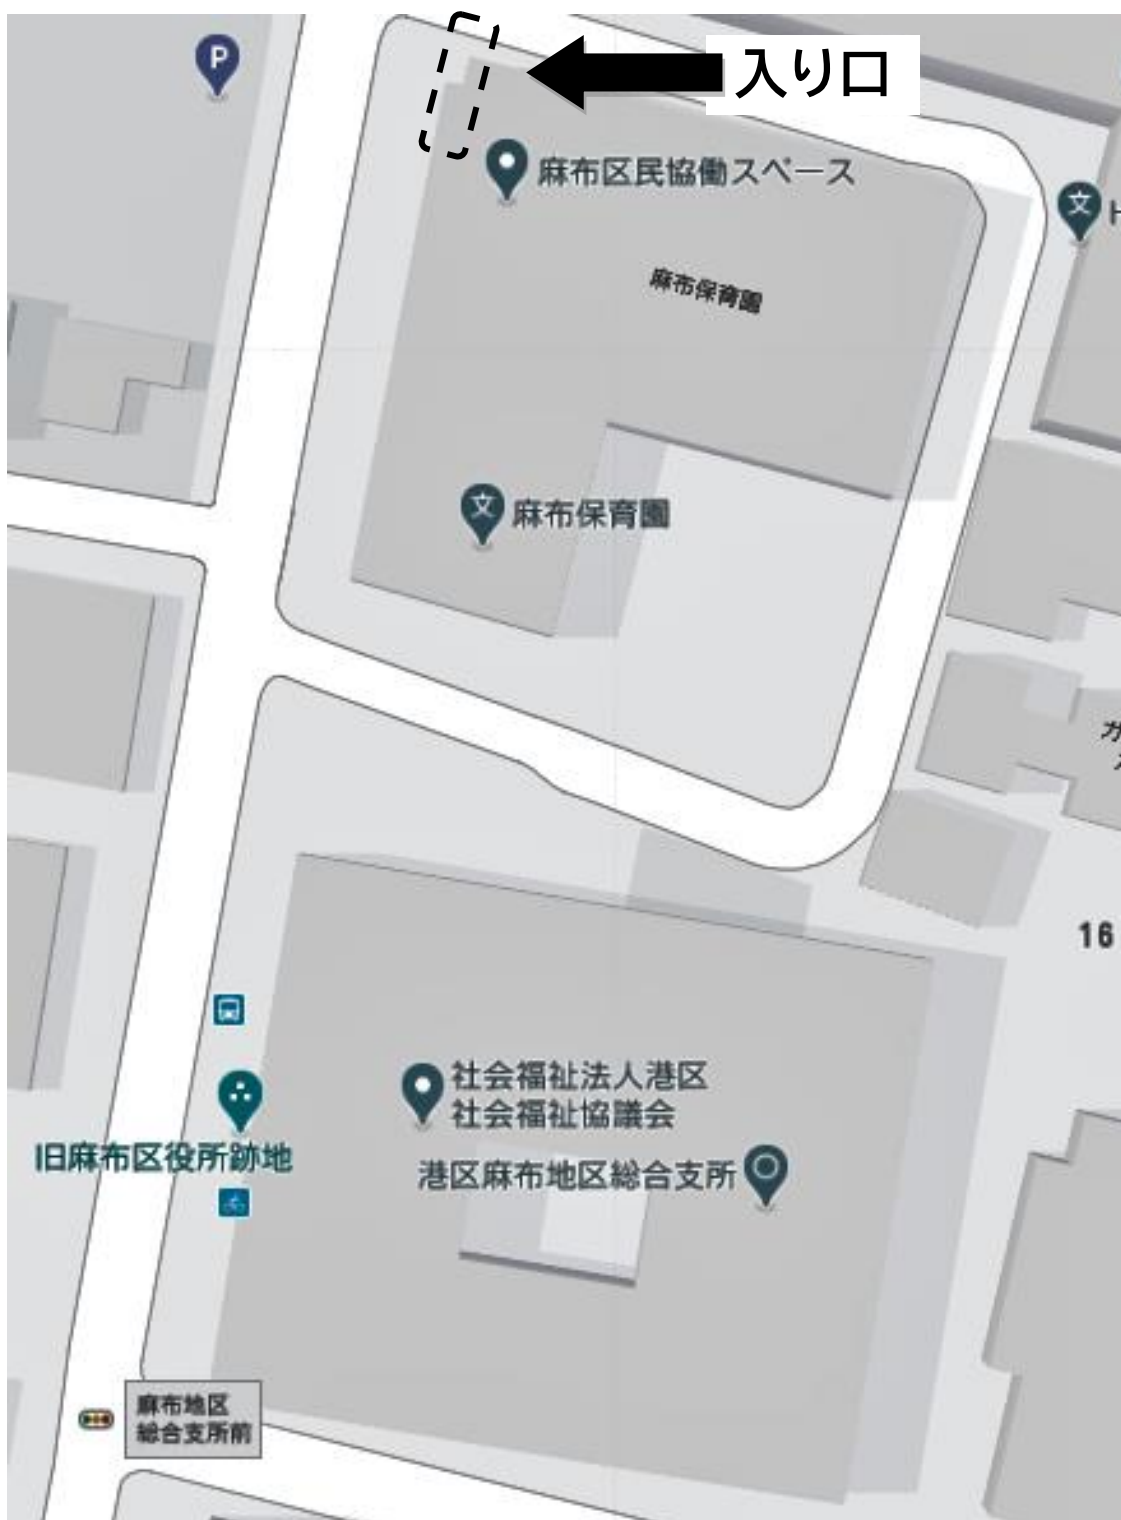 P
入り口
麻布区民協働スペース
文
麻布保育園
文
麻布保育園
16
社会福祉法人港区
社会福祉協議会
港区麻布地区総合支所
旧麻布区役所跡地
麻布地区
総合支所前